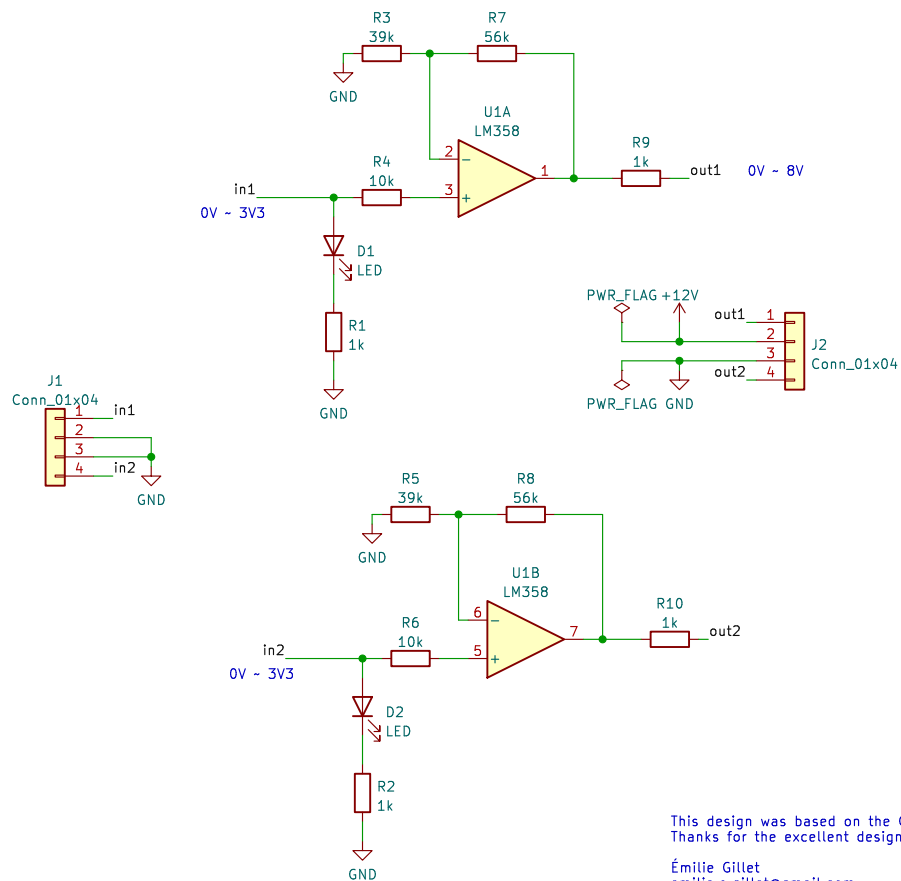 R3
39k
R7
56k
GND
U1A
LM358
2
3
1
R4
10k
R9
1k
out1
0V ~ 8V
in1
0V ~ 3V3
D1
LED
R1
1k
GND
PWR_FLAG
+12V
out1
1
2
3
4
out2
J2
Conn_01x04
PWR_FLAG
GND
J1
Conn_01x04
1
2
3
4
in1
in2
GND
R5
39k
R8
56k
GND
U1B
LM358
6
5
7
R6
10k
R10
1k
out2
in2
0V ~ 3V3
D2
LED
R2
1k
GND
This design was based on the
Thanks for the excellent design
Émilie Gillet